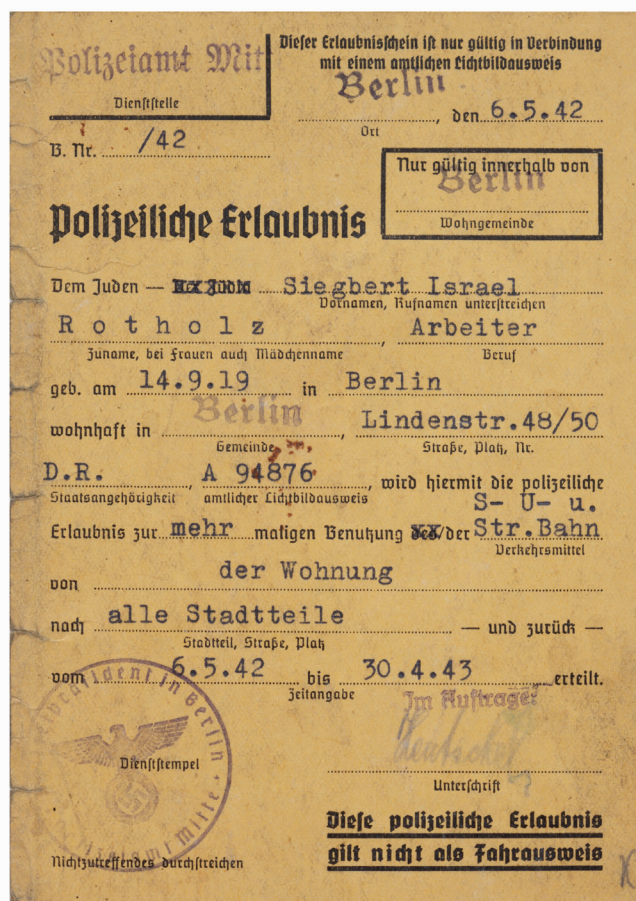 Polizeiamt Mit
Dienststelle
Dieser Erlaubnisschein ist nur gültig in Verbindung
mit einem amtlichen Lichtbildausweis
Berlin, den 6.5.42
Ort
B. Nr. /42
Nur gültig innerhalb von
Berlin
Wohngemeinde
Polizeiliche Erlaubnis
Dem Juden — Siegbert Israel
Vornamen, Rufnamen unterstreichen
Rotholz, Arbeiter
Zuname, bei Frauen auch Mädchenname Beruf
geb. am 14.9.19 in Berlin
wohnhaft in Berlin, Lindenstr.48/50
Gemeinde Straße, Platz, Nr.
D.R., A 94876, wird hiermit die polizeiliche
Staatsangehörigkeit amtlicher Lichtbildausweis
S- U- u.
Erlaubnis zur mehr maligen Benutzung /der Str.Bahn
Verkehrsmittel
von der Wohnung
nach alle Stadtteile — und zurück —
Stadtteil, Straße, Platz
vom 6.5.42 bis 30.4.43 erteilt.
Zeitangabe
Im Auftrage:
Dienststempel
Unterschrift
Diese polizeiliche Erlaubnis
gilt nicht als Fahrausweis
Nichtzutreffendes durchstreichen